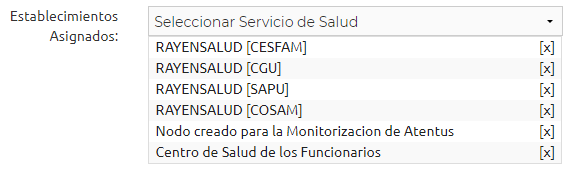 Establecimientos
Asignados:
Seleccionar Servicio de Salud
RAYENSALUD [CESFAM] [x]
RAYENSALUD [CGU] [x]
RAYENSALUD [SAPU] [x]
RAYENSALUD [COSAM] [x]
Nodo creado para la Monitorizacion de Atentus [x]
Centro de Salud de los Funcionarios [x]